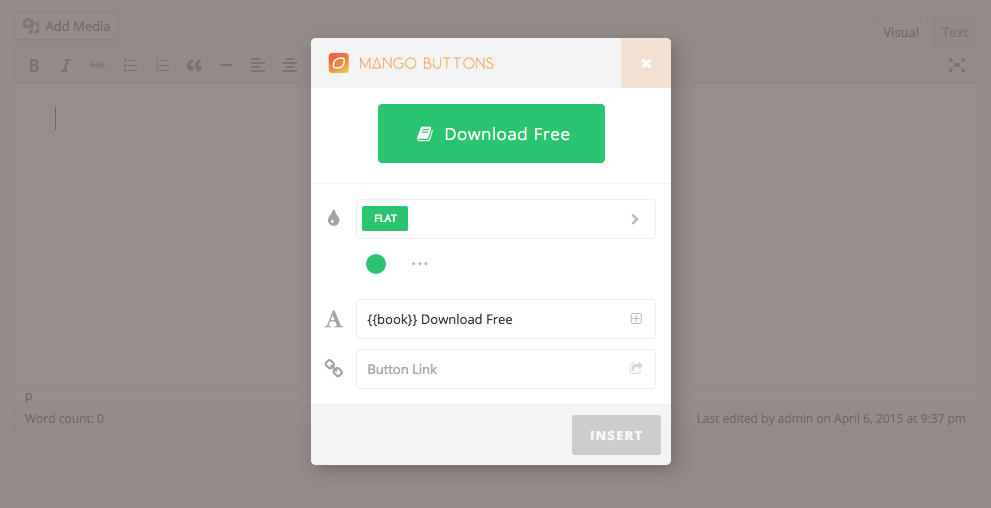 Add Media
Visual
Text
B
I
ABC
MANGO BUTTONS
×
Download Free
FLAT
A
{{book}} Download Free
Button Link
p
Word count: 0
Last edited by admin on April 6, 2015 at 9:37 pm
INSERT